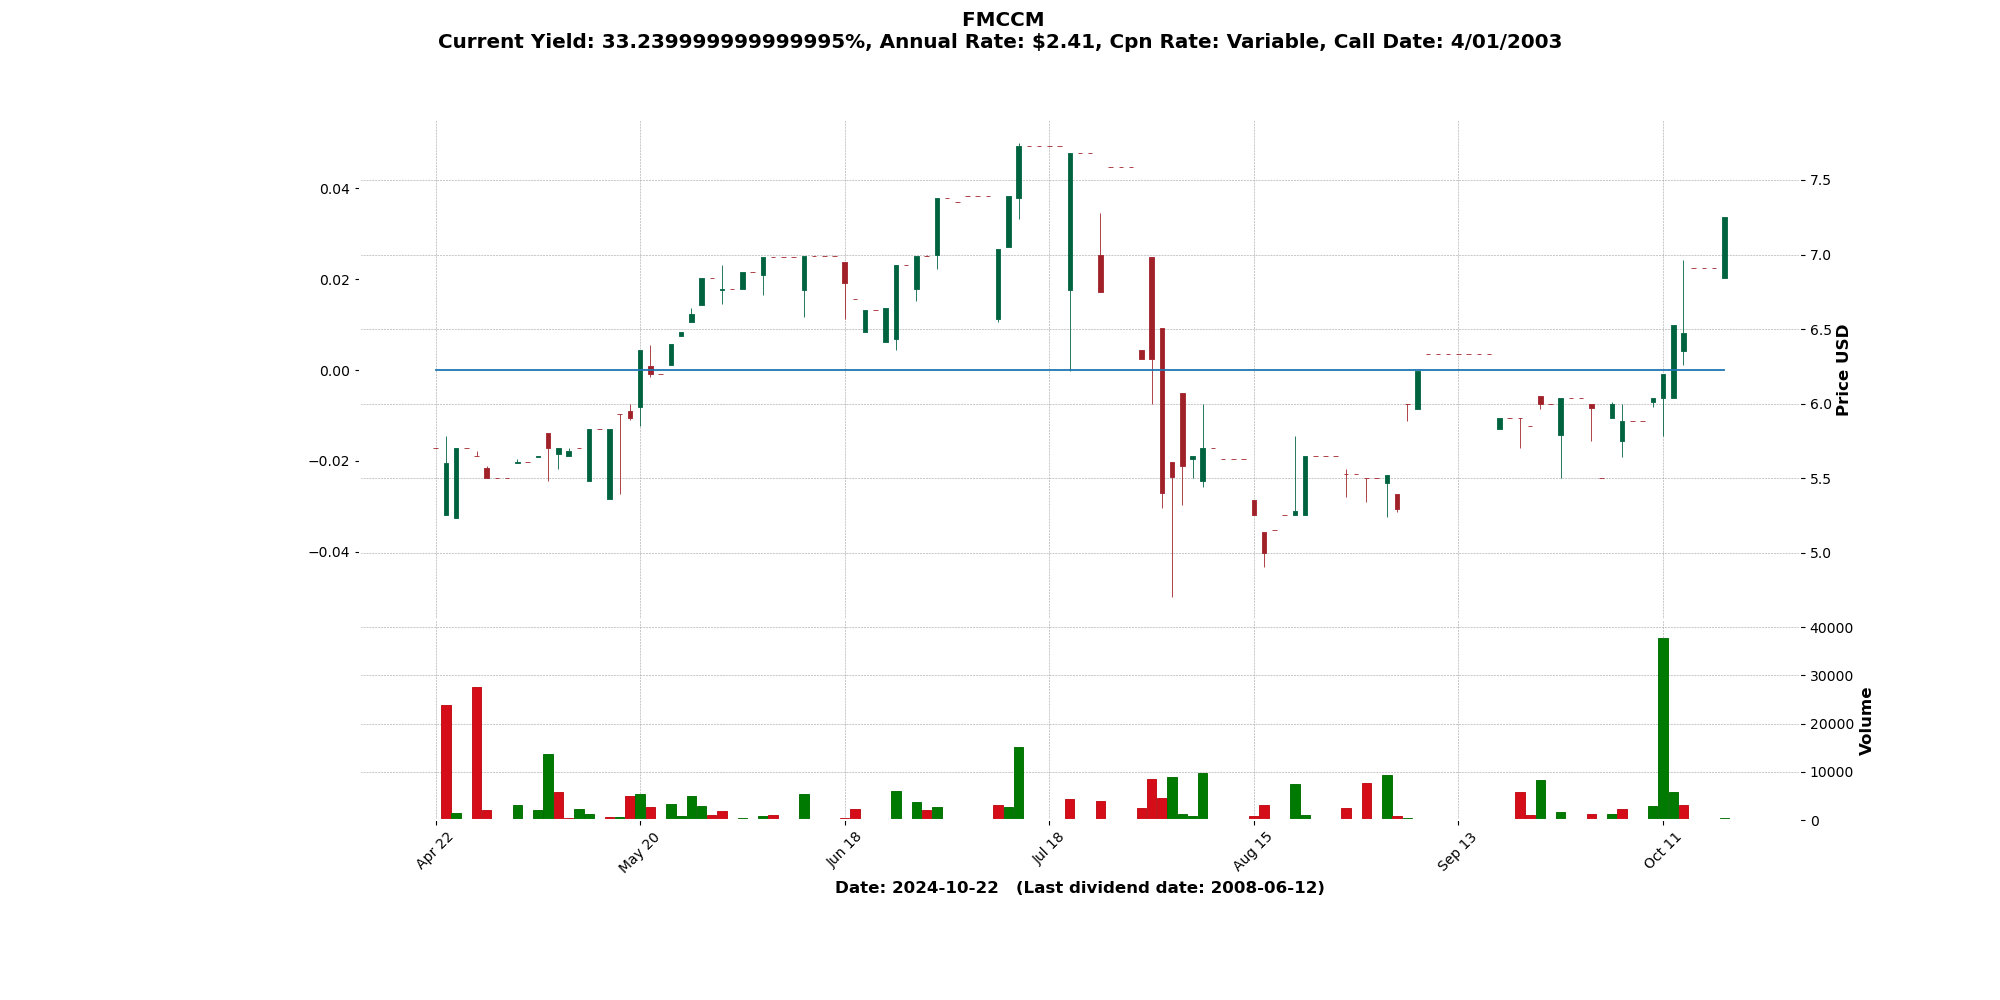 FMCCM
Current Yield: 33.239999999999995%, Annual Rate: $2.41, Cpn Rate: Variable, Call Date: 4/01/2003
0.04
0.02
0.00
−0.02
−0.04
7.5
7.0
6.5
6.0
5.5
5.0
Price USD
40000
30000
20000
10000
0
Volume
Apr 22
May 20
Jun 18
Jul 18
Aug 15
Sep 13
Oct 11
Date: 2024-10-22 (Last dividend date: 2008-06-12)